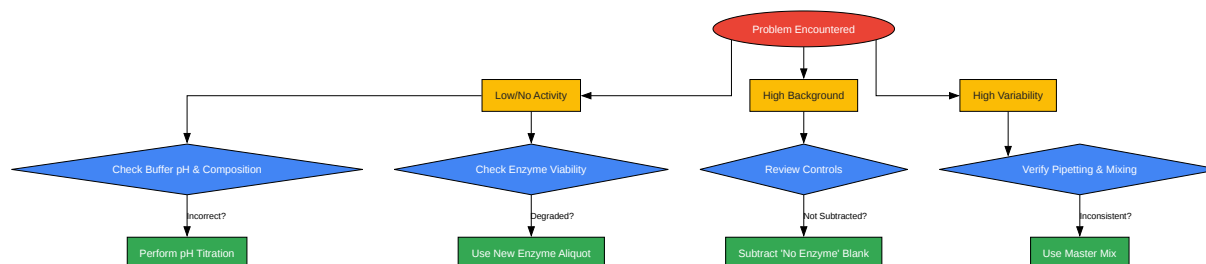 Problem Encountered
Low/No Activity
High Background
High Variability
Check Buffer pH & Composition
Check Enzyme Viability
Review Controls
Verify Pipetting & Mixing
Incorrect?
Degraded?
Not Subtracted?
Inconsistent?
Perform pH Titration
Use New Enzyme Aliquot
Subtract 'No Enzyme' Blank
Use Master Mix